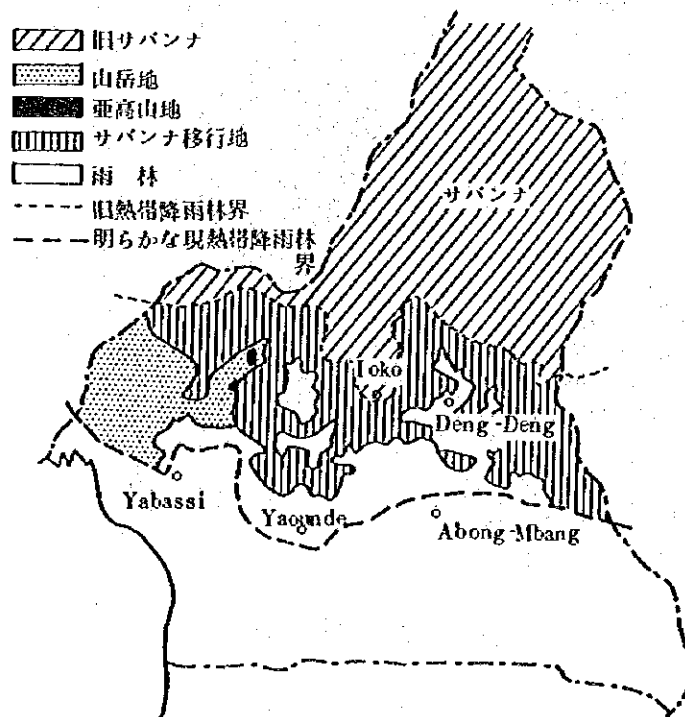 旧サバンナ
山岳地
亜高山地
サバンナ移行地
雨 林
旧熱帯降雨林界
明らかな現熱帯降雨林
界
サバンナ
Ioko
Deng-Deng
Yabassi
Yaounde
Abong-Mbang